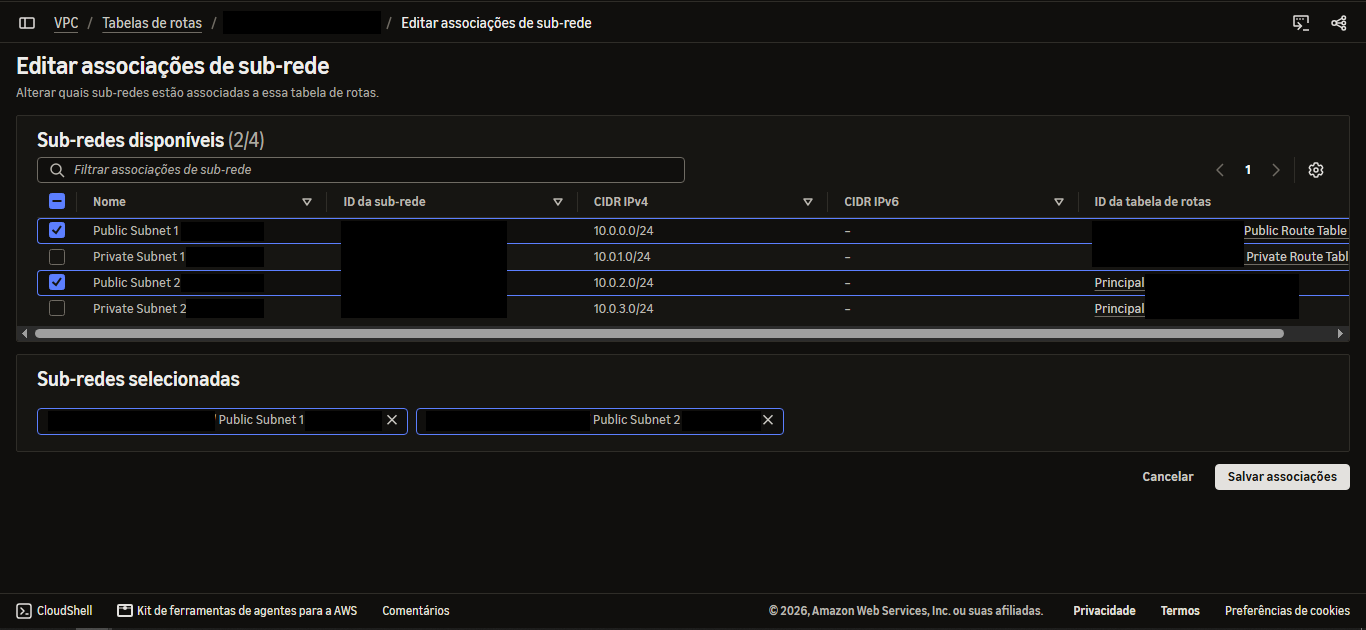 VPC / Tabelas de rotas / / Editar associações de sub-rede
Editar associações de sub-rede
Alterar quais sub-redes estão associadas a essa tabela de rotas.
Sub-redes disponíveis (2/4)
Filtrar associações de sub-rede
1
Nome ID da sub-rede CIDR IPv4 CIDR IPv6 ID da tabela de rotas
Public Subnet 1 10.0.0.0/24 – Public Route Table
Private Subnet 1 10.0.1.0/24 – Private Route Tabl
Public Subnet 2 10.0.2.0/24 – Principal
Private Subnet 2 10.0.3.0/24 – Principal
Sub-redes selecionadas
Public Subnet 1 Public Subnet 2
Cancelar Salvar associações
CloudShell Kit de ferramentas de agentes para a AWS Comentários © 2026, Amazon Web Services, Inc. ou suas afiliadas. Privacidade Termos Preferências de cookies